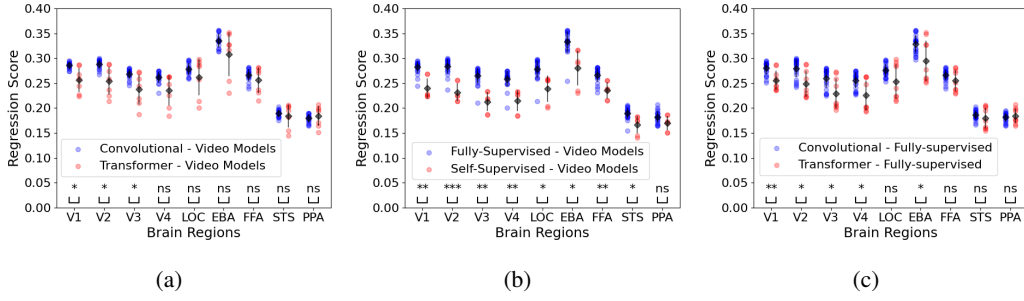 0.40
0.35
0.30
0.25
0.20
0.15
0.10
0.05
0.00
Regression Score
Convolutional - Video Models
Transformer - Video Models
* * * ns ns ns ns ns ns
V1 V2 V3 V4 LOC EBA FFA STS PPA
Brain Regions
(a)
0.40
0.35
0.30
0.25
0.20
0.15
0.10
0.05
0.00
Regression Score
Fully-Supervised - Video Models
Self-Supervised - Video Models
** *** ** ** * * ** * ns
V1 V2 V3 V4 LOC EBA FFA STS PPA
Brain Regions
(b)
0.40
0.35
0.30
0.25
0.20
0.15
0.10
0.05
0.00
Regression Score
Convolutional - Fully-supervised
Transformer - Fully-supervised
** * * * ns * ns ns ns
V1 V2 V3 V4 LOC EBA FFA STS PPA
Brain Regions
(c)